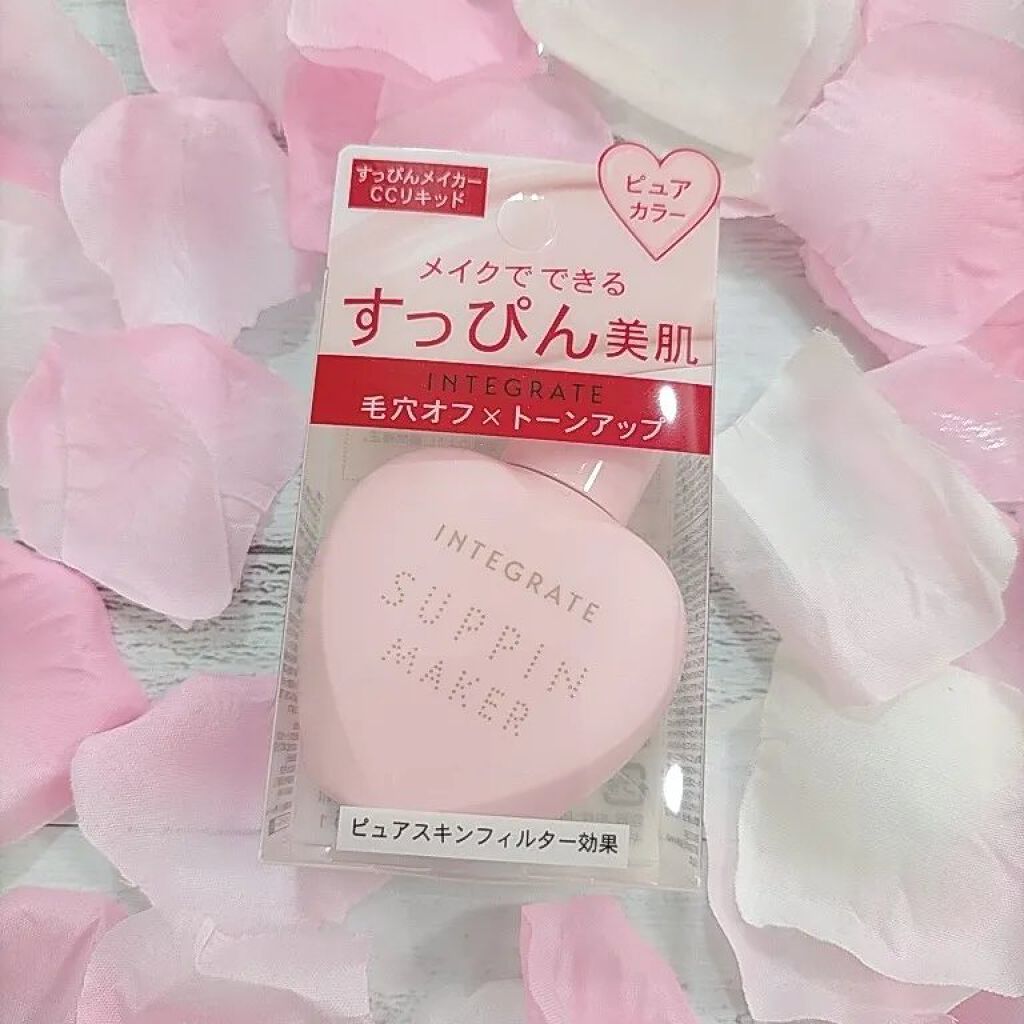 すっぴんメイカー
CCリキッド
ピュア
カラー
メイクでできる
すっぴん美肌
INTEGRATE
毛穴オフ×トーンアップ
INTEGRATE
SUPPIN
MAKER
ピュアスキンフィルター効果